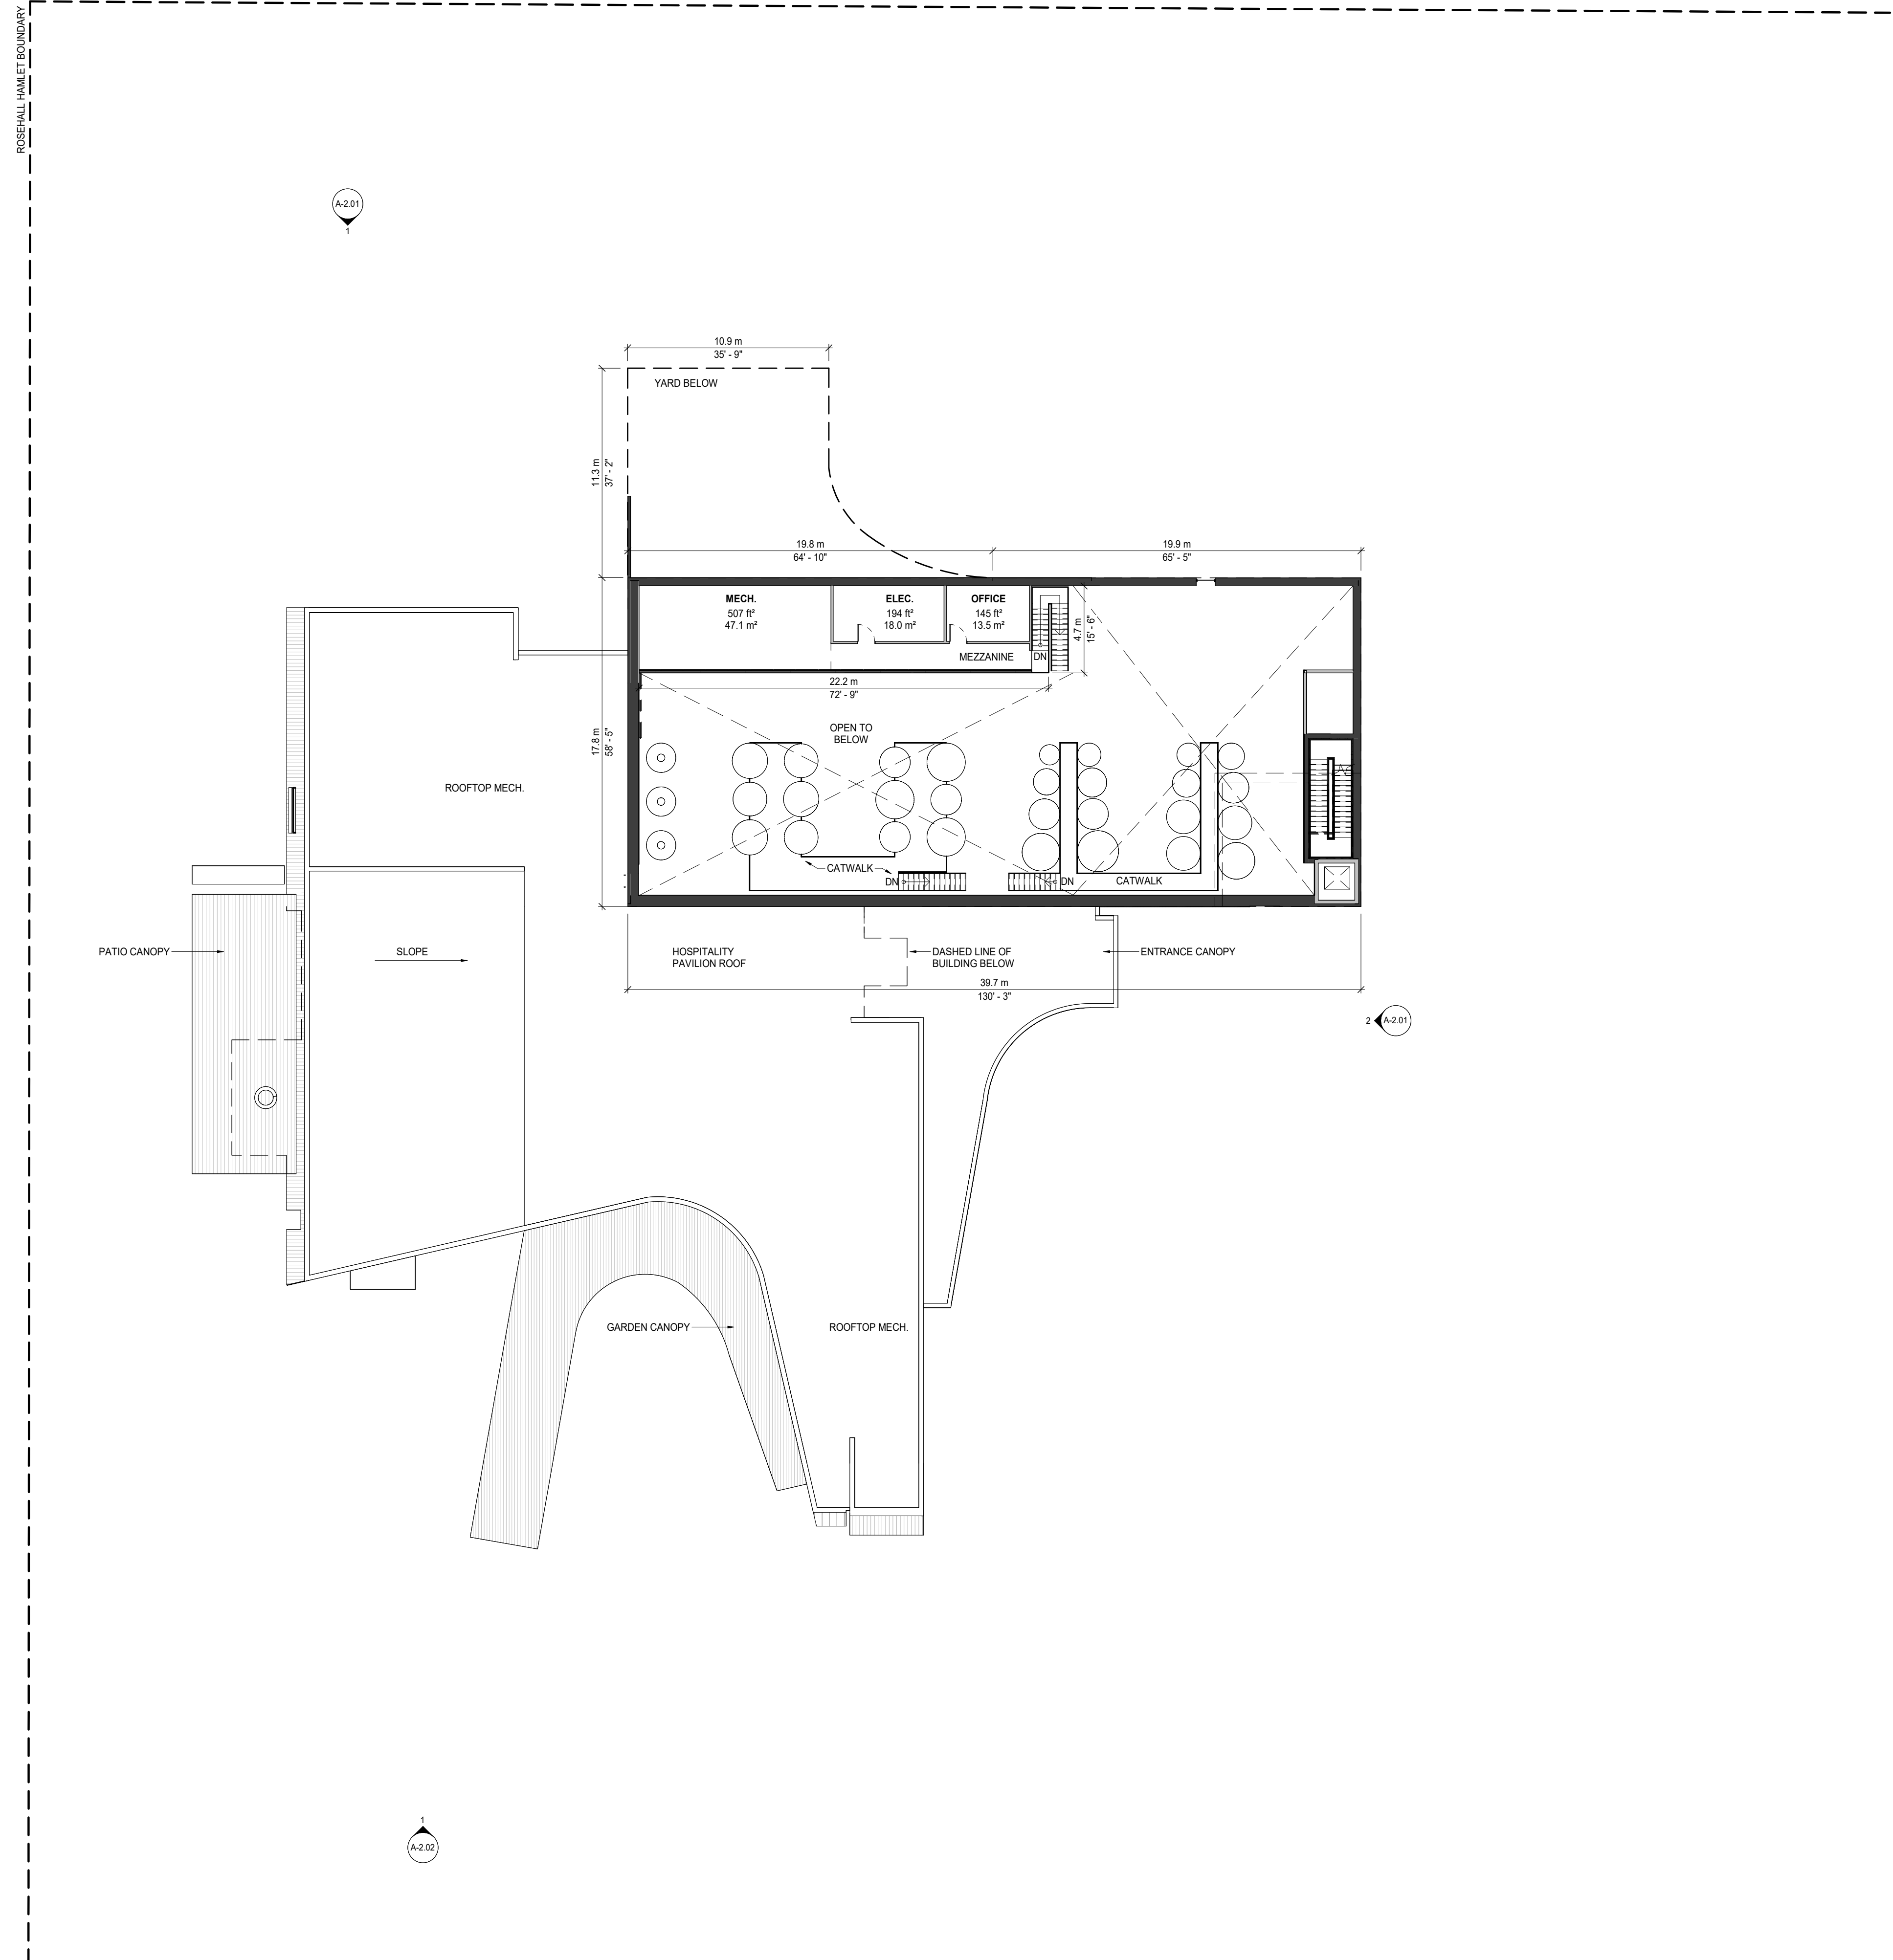 ROSEHALL HAMLET BOUNDARY
A-2.01
1
10.9 m
35' - 9"
YARD BELOW
11.3 m
37' - 2"
19.8 m
64' - 10"
19.9 m
65' - 5"
MECH.
507 ft²
47.1 m²
ELEC.
194 ft²
18.0 m²
OFFICE
145 ft²
13.5 m²
4.7 m
15' - 6"
MEZZANINE
DN
22.2 m
72' - 9"
17.8 m
58' - 5"
OPEN TO
BELOW
ROOFTOP MECH.
CATWALK
DN
DN
CATWALK
PATIO CANOPY
SLOPE
HOSPITALITY
PAVILION ROOF
DASHED LINE OF
BUILDING BELOW
ENTRANCE CANOPY
39.7 m
130' - 3"
2
A-2.01
GARDEN CANOPY
ROOFTOP MECH.
1
A-2.02